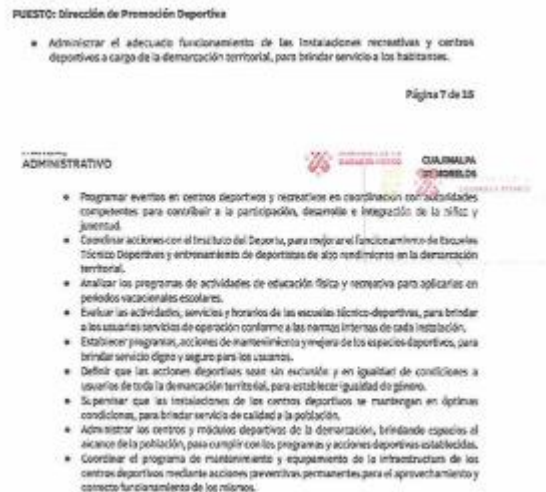 PUESTO: Dirección de Promoción Deportiva
• Administrar el adecuado funcionamiento de las instalaciones recreativas y centros
deportivos a cargo de la demarcación territorial, para brindar servicio a los habitantes.
Página 7 de 15
ADMINISTRATIVO
CUAJIMALPA
DE MORELOS
• Programar eventos en centros deportivos y recreativos en coordinación con autoridades
competentes para contribuir a la participación, desarrollo e integración de la niñez y
juventud.
• Coordinar acciones con el Instituto del Deporte, para mejorar el funcionamiento de Escuelas
Técnico Deportivas y entrenamiento de deportistas de alto rendimiento en la demarcación
territorial.
• Analizar los programas de actividades de educación física y recreativa para aplicarlos en
periodos vacacionales escolares.
• Evaluar las actividades, servicios y horarios de las escuelas técnico-deportivas, para brindar
a los usuarios servicios de operación conforme a las normas internas de cada instalación.
• Establecer programas, acciones de mantenimiento y mejora de los espacios deportivos, para
brindar servicio digno y seguro para los usuarios.
• Definir que las acciones deportivas sean sin exclusión y en igualdad de condiciones a
usuarios de toda la demarcación territorial, para establecer igualdad de género.
• Supervisar que las instalaciones de los centros deportivos se mantengan en óptimas
condiciones, para brindar servicio de calidad a la población.
• Administrar los centros y módulos deportivos de la demarcación, brindando espacios al
alcance de la población, para cumplir con los programas y acciones deportivas establecidas.
• Coordinar el programa de mantenimiento y equipamiento de la infraestructura de los
centros deportivos mediante acciones preventivas permanentes para el aprovechamiento y
correcto funcionamiento de los mismos.